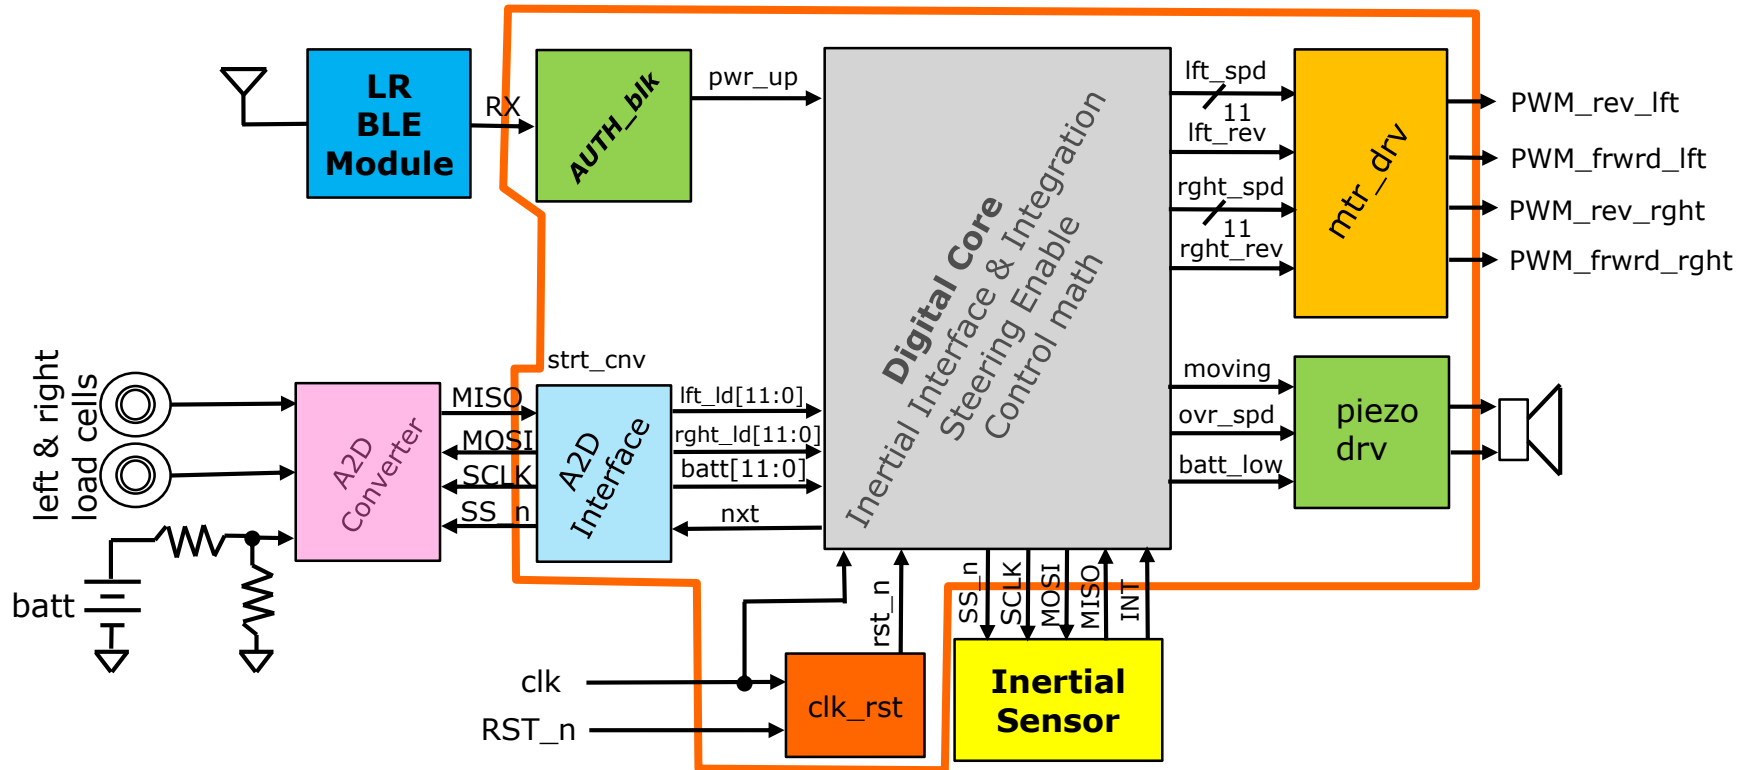 LR
BLE
Module
RX
AUTH_blk
pwr_up
Digital Core
Inertial Interface & Integration
Steering Enable
Control math
lft_spd
11
lft_rev
rght_spd
11
rght_rev
mtr_drv
PWM_rev_lft
PWM_frwrd_lft
PWM_rev_rght
PWM_frwrd_rght
left & right
load cells
A2D
Converter
MISO
MOSI
SCLK
SS_n
strt_cnv
A2D
Interface
lft_ld[11:0]
rght_ld[11:0]
batt[11:0]
nxt
moving
ovr_spd
batt_low
piezo
drv
batt
clk
RST_n
clk_rst
rst_n
SS_n
SCLK
MOSI
MISO
INT
Inertial
Sensor